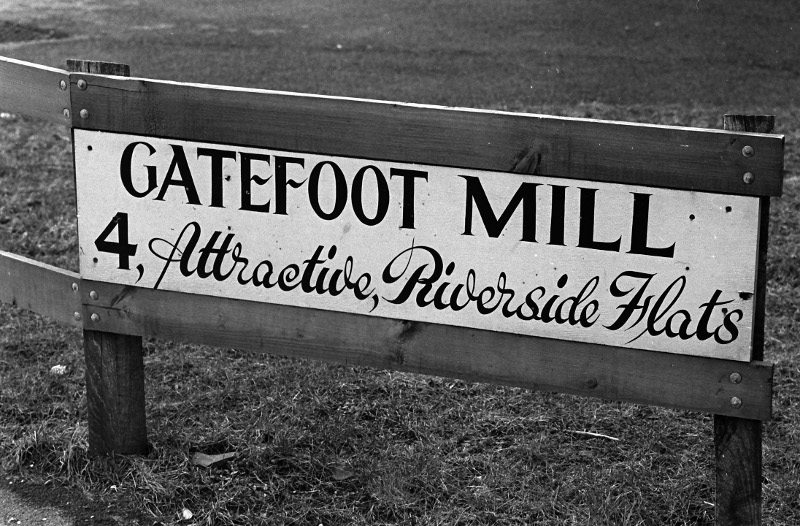 GATEFOOT MILL
4, Attractive, Riverside Flats